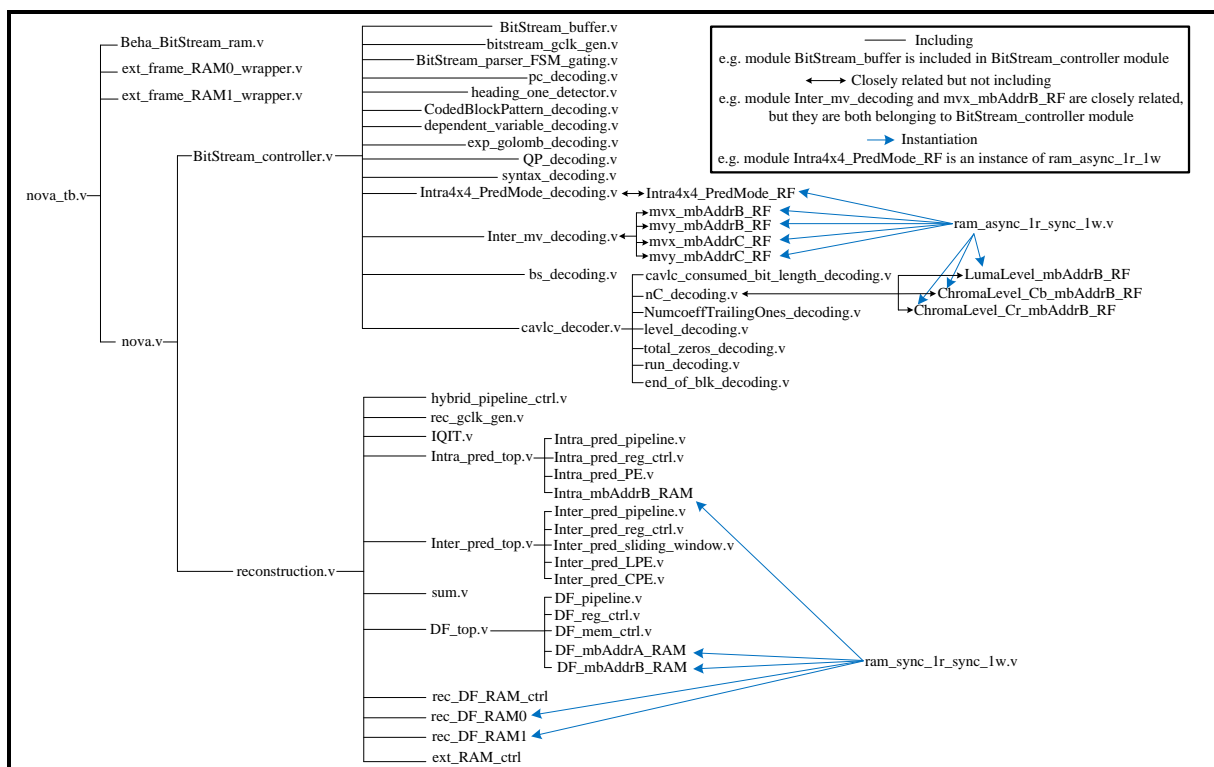 BitStream_buffer.v
Beha_BitStream_ram.v
bitstream_gclk_gen.v
BitStream_parser_FSM_gating.v
ext_frame_RAM0_wrapper.v
pc_decoding.v
ext_frame_RAM1_wrapper.v
heading_one_detector.v
CodedBlockPattern_decoding.v
dependent_variable_decoding.v
exp_golomb_decoding.v
BitStream_controller.v
QP_decoding.v
syntax_decoding.v
nova_tb.v
Intra4x4_PredMode_decoding.v
Intra4x4_PredMode_RF
mvx_mbAddrB_RF
mvy_mbAddrB_RF
ram_async_1r_sync_1w.v
Inter_mv_decoding.v
mvx_mbAddrC_RF
mvy_mbAddrC_RF
bs_decoding.v
cavlc_consumed_bit_length_decoding.v
LumaLevel_mbAddrB_RF
nC_decoding.v
ChromaLevel_Cb_mbAddrB_RF
NumcoeffTrailingOnes_decoding.v
ChromaLevel_Cr_mbAddrB_RF
cavlc_decoder.v
level_decoding.v
nova.v
total_zeros_decoding.v
run_decoding.v
end_of_blk_decoding.v
Including
e.g. module BitStream_buffer is included in BitStream_controller module
Closely related but not including
e.g. module Inter_mv_decoding and mvx_mbAddrB_RF are closely related,
but they are both belonging to BitStream_controller module
Instantiation
e.g. module Intra4x4_PredMode_RF is an instance of ram_async_1r_1w
hybrid_pipeline_ctrl.v
rec_gclk_gen.v
IQIT.v
Intra_pred_pipeline.v
Intra_pred_top.v
Intra_pred_reg_ctrl.v
Intra_pred_PE.v
Intra_mbAddrB_RAM
Inter_pred_pipeline.v
Inter_pred_reg_ctrl.v
Inter_pred_top.v
Inter_pred_sliding_window.v
Inter_pred_LPE.v
reconstruction.v
Inter_pred_CPE.v
sum.v
DF_pipeline.v
DF_reg_ctrl.v
DF_top.v
DF_mem_ctrl.v
DF_mbAddrA_RAM
DF_mbAddrB_RAM
ram_sync_1r_sync_1w.v
rec_DF_RAM_ctrl
rec_DF_RAM0
rec_DF_RAM1
ext_RAM_ctrl